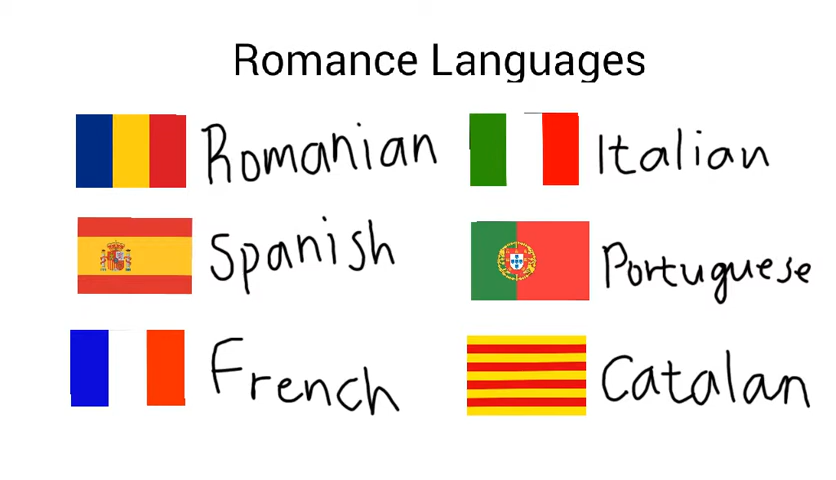 Romance Languages
Romanian
Italian
Spanish
Portuguese
French
Catalan